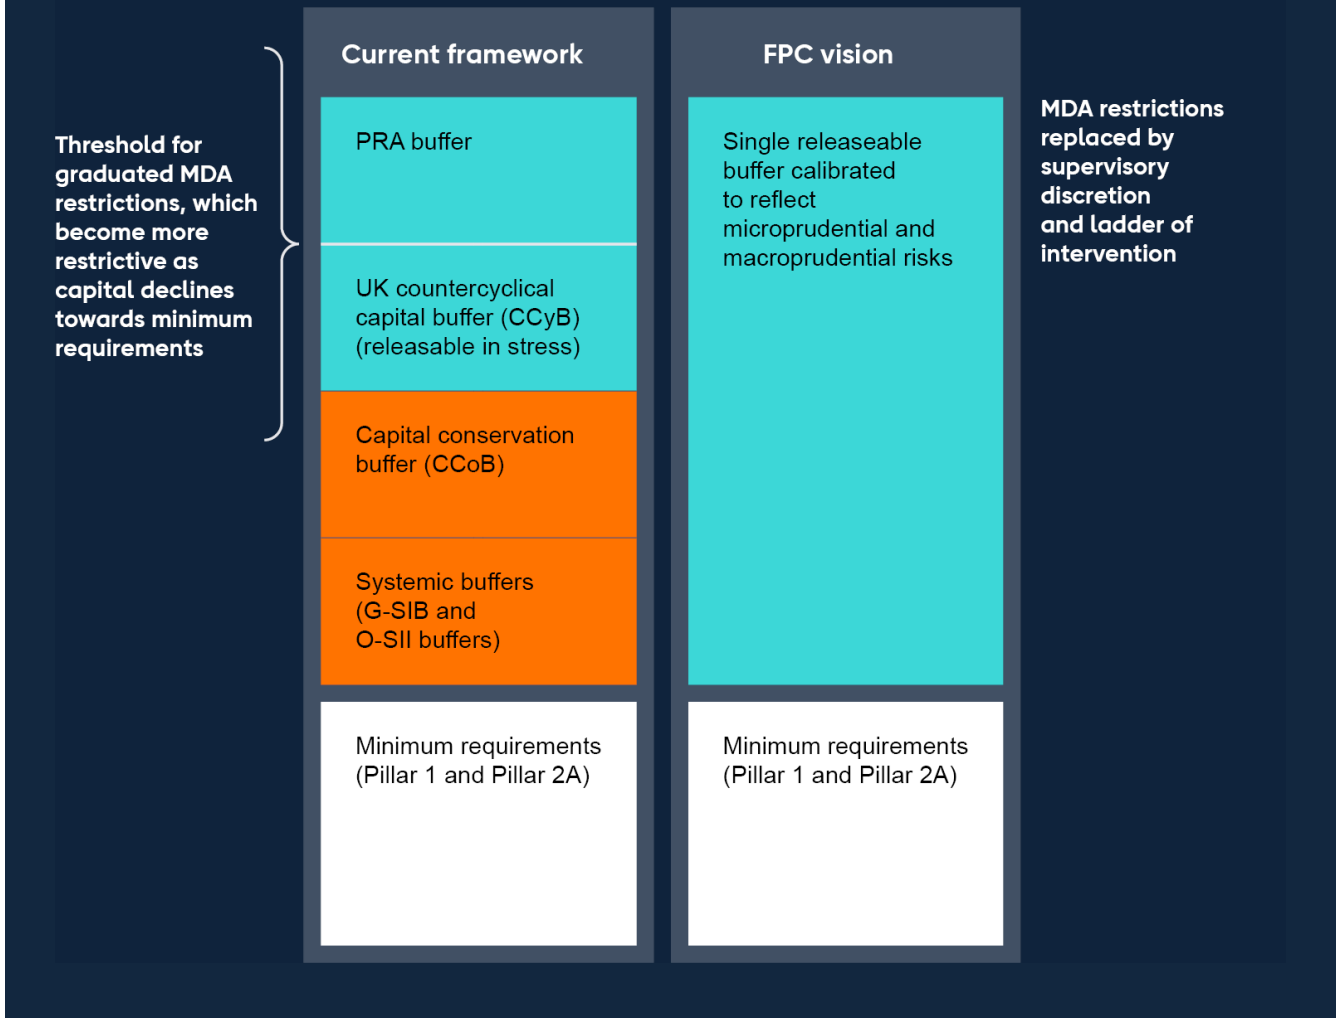 Current framework
FPC vision
Threshold for
graduated MDA
restrictions, which
become more
restrictive as
capital declines
towards minimum
requirements
PRA buffer
UK countercyclical
capital buffer (CCyB)
(releasable in stress)
Capital conservation
buffer (CCoB)
Systemic buffers
(G-SIB and
O-SII buffers)
Minimum requirements
(Pillar 1 and Pillar 2A)
Single releaseable
buffer calibrated
to reflect
microprudential and
macroprudential risks
Minimum requirements
(Pillar 1 and Pillar 2A)
MDA restrictions
replaced by
supervisory
discretion
and ladder of
intervention